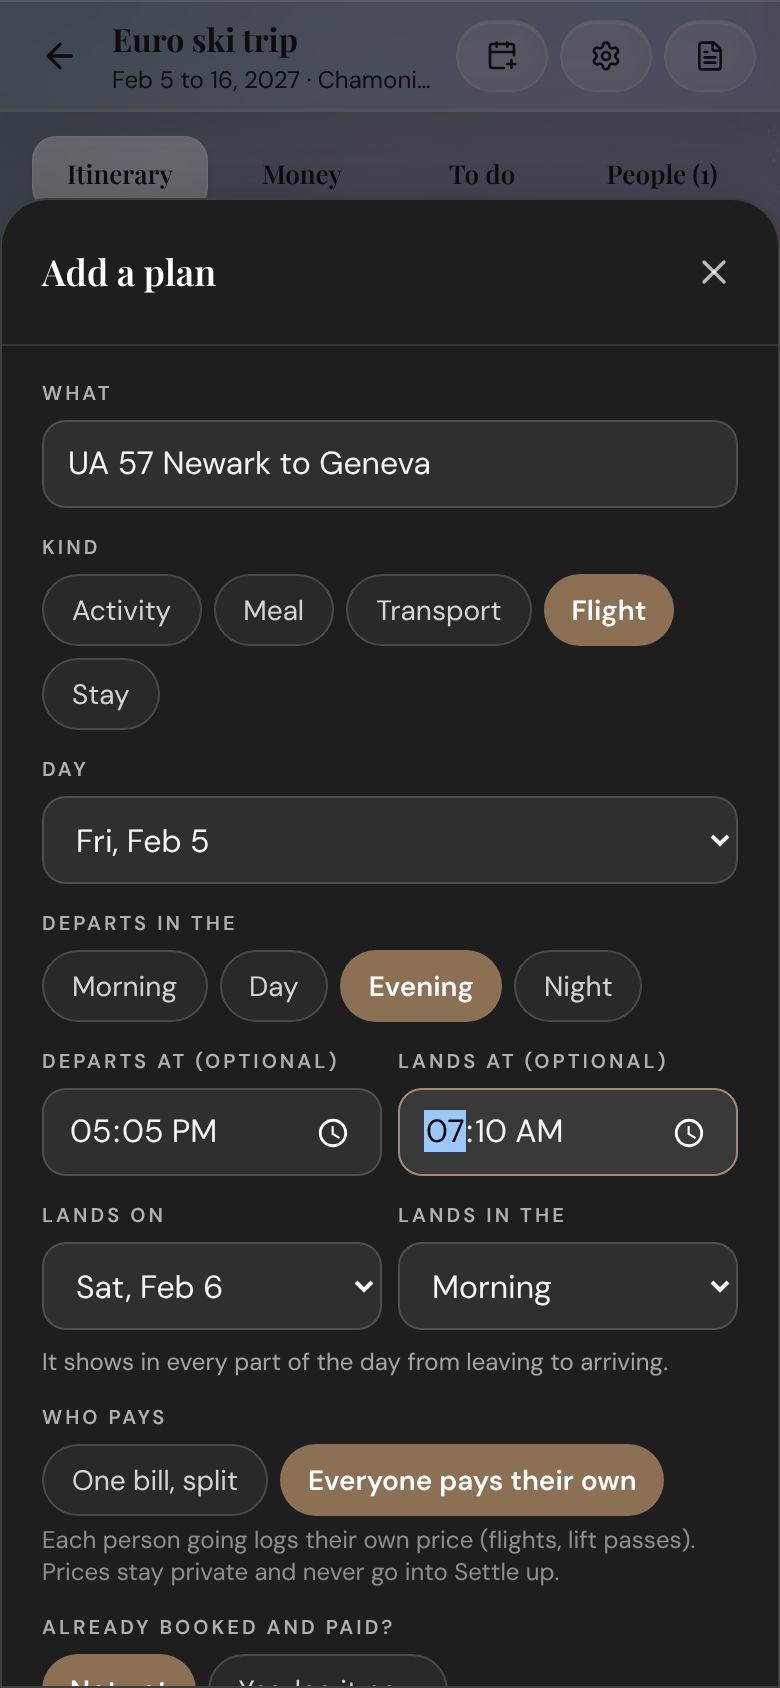 Euro ski trip
Feb 5 to 16, 2027 · Chamoni...
Itinerary Money To do People (1)
Add a plan
WHAT
UA 57 Newark to Geneva
KIND
Activity Meal Transport Flight
Stay
DAY
Fri, Feb 5
DEPARTS IN THE
Morning Day Evening Night
DEPARTS AT (OPTIONAL) LANDS AT (OPTIONAL)
05:05 PM 07:10 AM
LANDS ON LANDS IN THE
Sat, Feb 6 Morning
It shows in every part of the day from leaving to arriving.
WHO PAYS
One bill, split Everyone pays their own
Each person going logs their own price (flights, lift passes).
Prices stay private and never go into Settle up.
ALREADY BOOKED AND PAID?